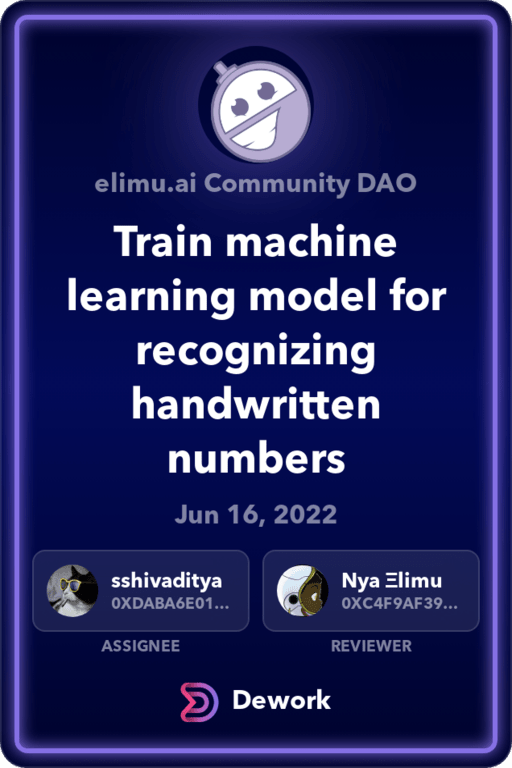 elimu.ai Community DAO
Train machine
learning model for
recognizing
handwritten
numbers
Jun 16, 2022
sshivaditya
0XDABA6E01...
ASSIGNEE
Nya Ξlimu
0XC4F9AF39...
REVIEWER
Dework